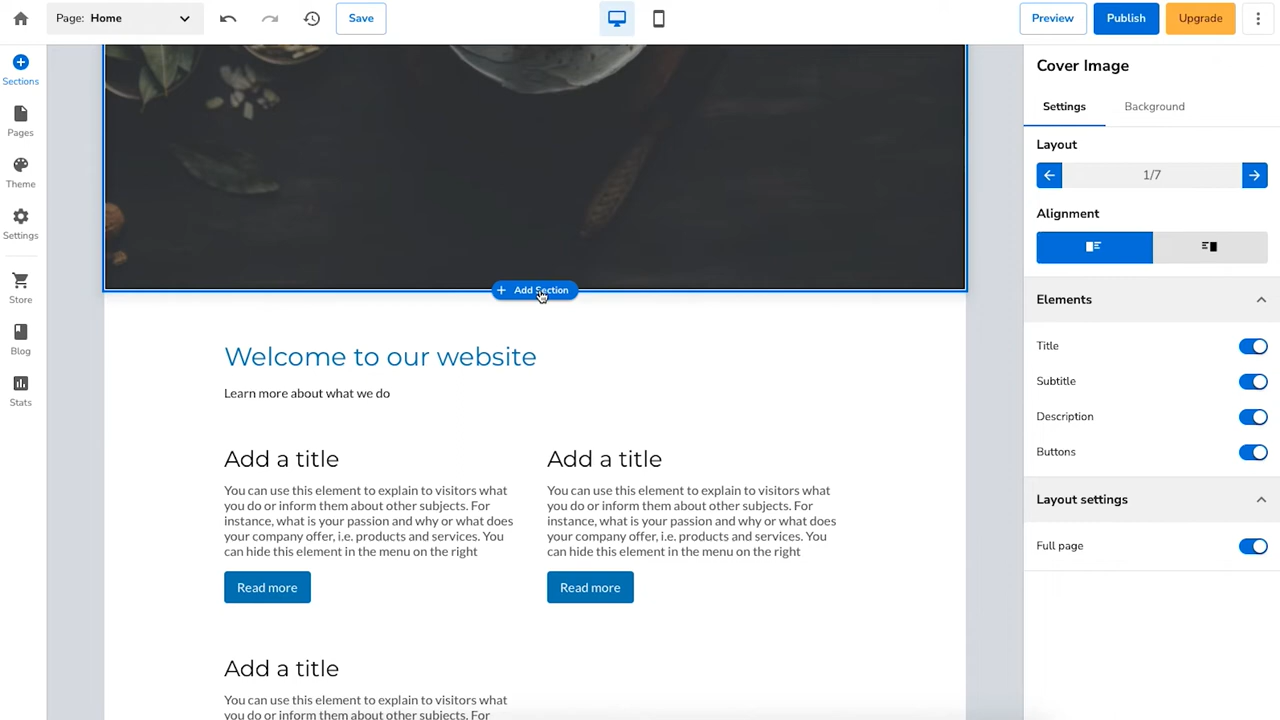 Page: Home
Save
Preview
Publish
Upgrade
Sections
Pages
Theme
Settings
Store
Blog
Stats
Add Section
Welcome to our website
Learn more about what we do
Add a title
You can use this element to explain to visitors what
you do or inform them about other subjects. For
instance, what is your passion and why or what does
your company offer, i.e. products and services. You
can hide this element in the menu on the right
Read more
Add a title
You can use this element to explain to visitors what
you do or inform them about other subjects. For
instance, what is your passion and why or what does
your company offer, i.e. products and services. You
can hide this element in the menu on the right
Read more
Add a title
You can use this element to explain to visitors what
you do or inform them about other subjects. For
Cover Image
Settings
Background
Layout
1/7
Alignment
Elements
Title
Subtitle
Description
Buttons
Layout settings
Full page